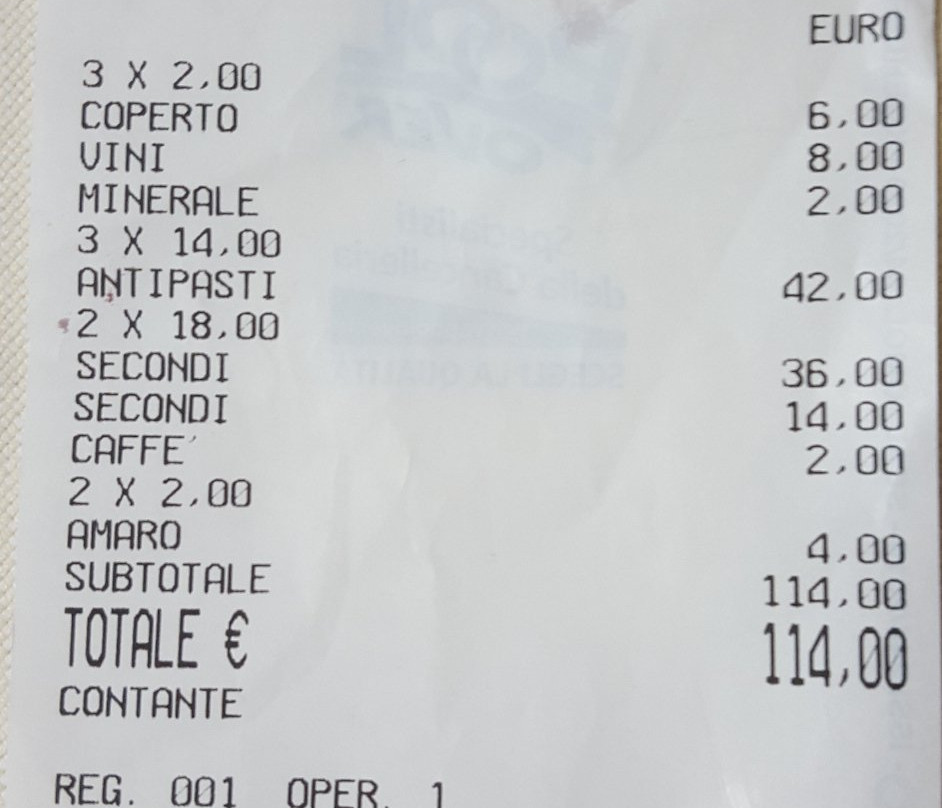 EURO
3 X 2,00
COPERTO 6,00
VINI 8,00
MINERALE 2,00
3 X 14,00
ANTIPASTI 42,00
2 X 18,00
SECONDI 36,00
SECONDI 14,00
CAFFE' 2,00
2 X 2,00
AMARO 4,00
SUBTOTALE 114,00
TOTALE € 114,00
CONTANTE
REG. 001 OPER. 1